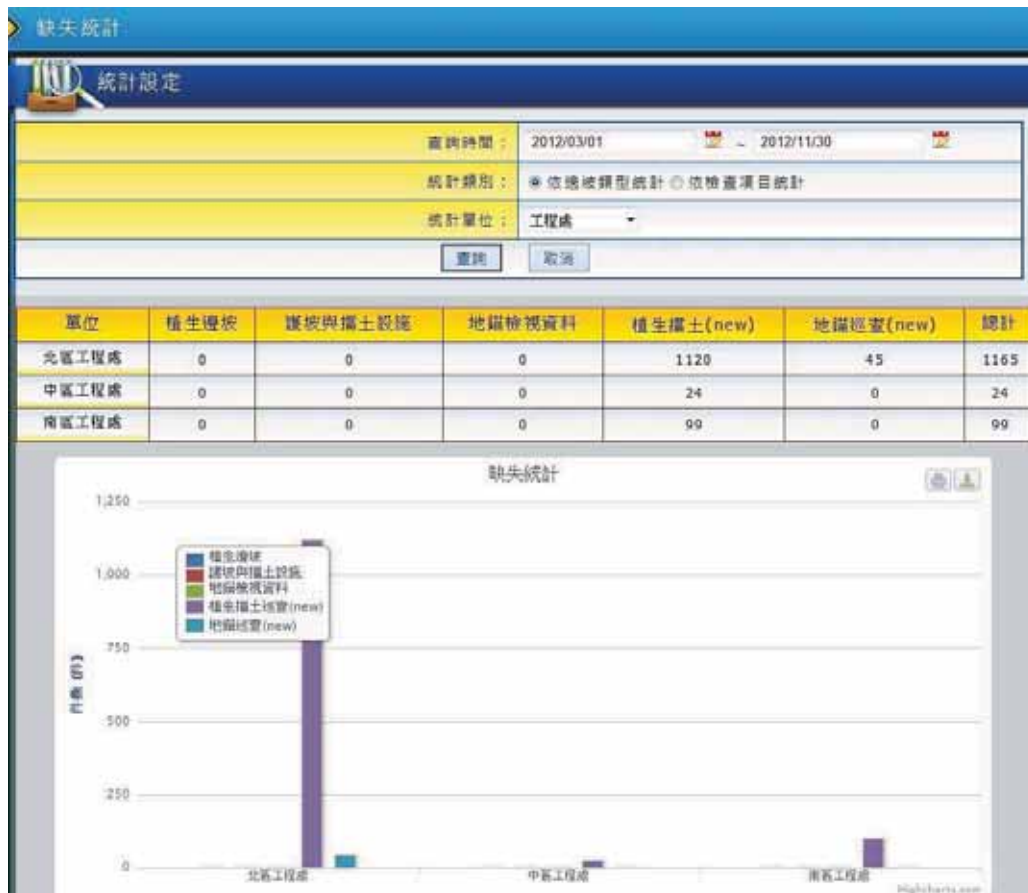 缺失統計
統計設定
查詢時間： 2012/03/01 ~ 2012/11/30
統計類別： 依邊坡類型統計 依檢查項目統計
統計單位： 工程處
查詢 取消
單位 植生邊坡 護坡與擋土設施 地錨檢視資料 植生擋土(new) 地錨巡查(new) 總計
北區工程處 0 0 0 1120 45 1165
中區工程處 0 0 0 24 0 24
南區工程處 0 0 0 99 0 99
缺失統計
1,250
植生邊坡
護坡與擋土設施
1,000
地錨檢視資料
植生擋土巡查(new)
地錨巡查(new)
750
件數 (件)
500
250
0
北區工程處 中區工程處 南區工程處
Highcharts.com